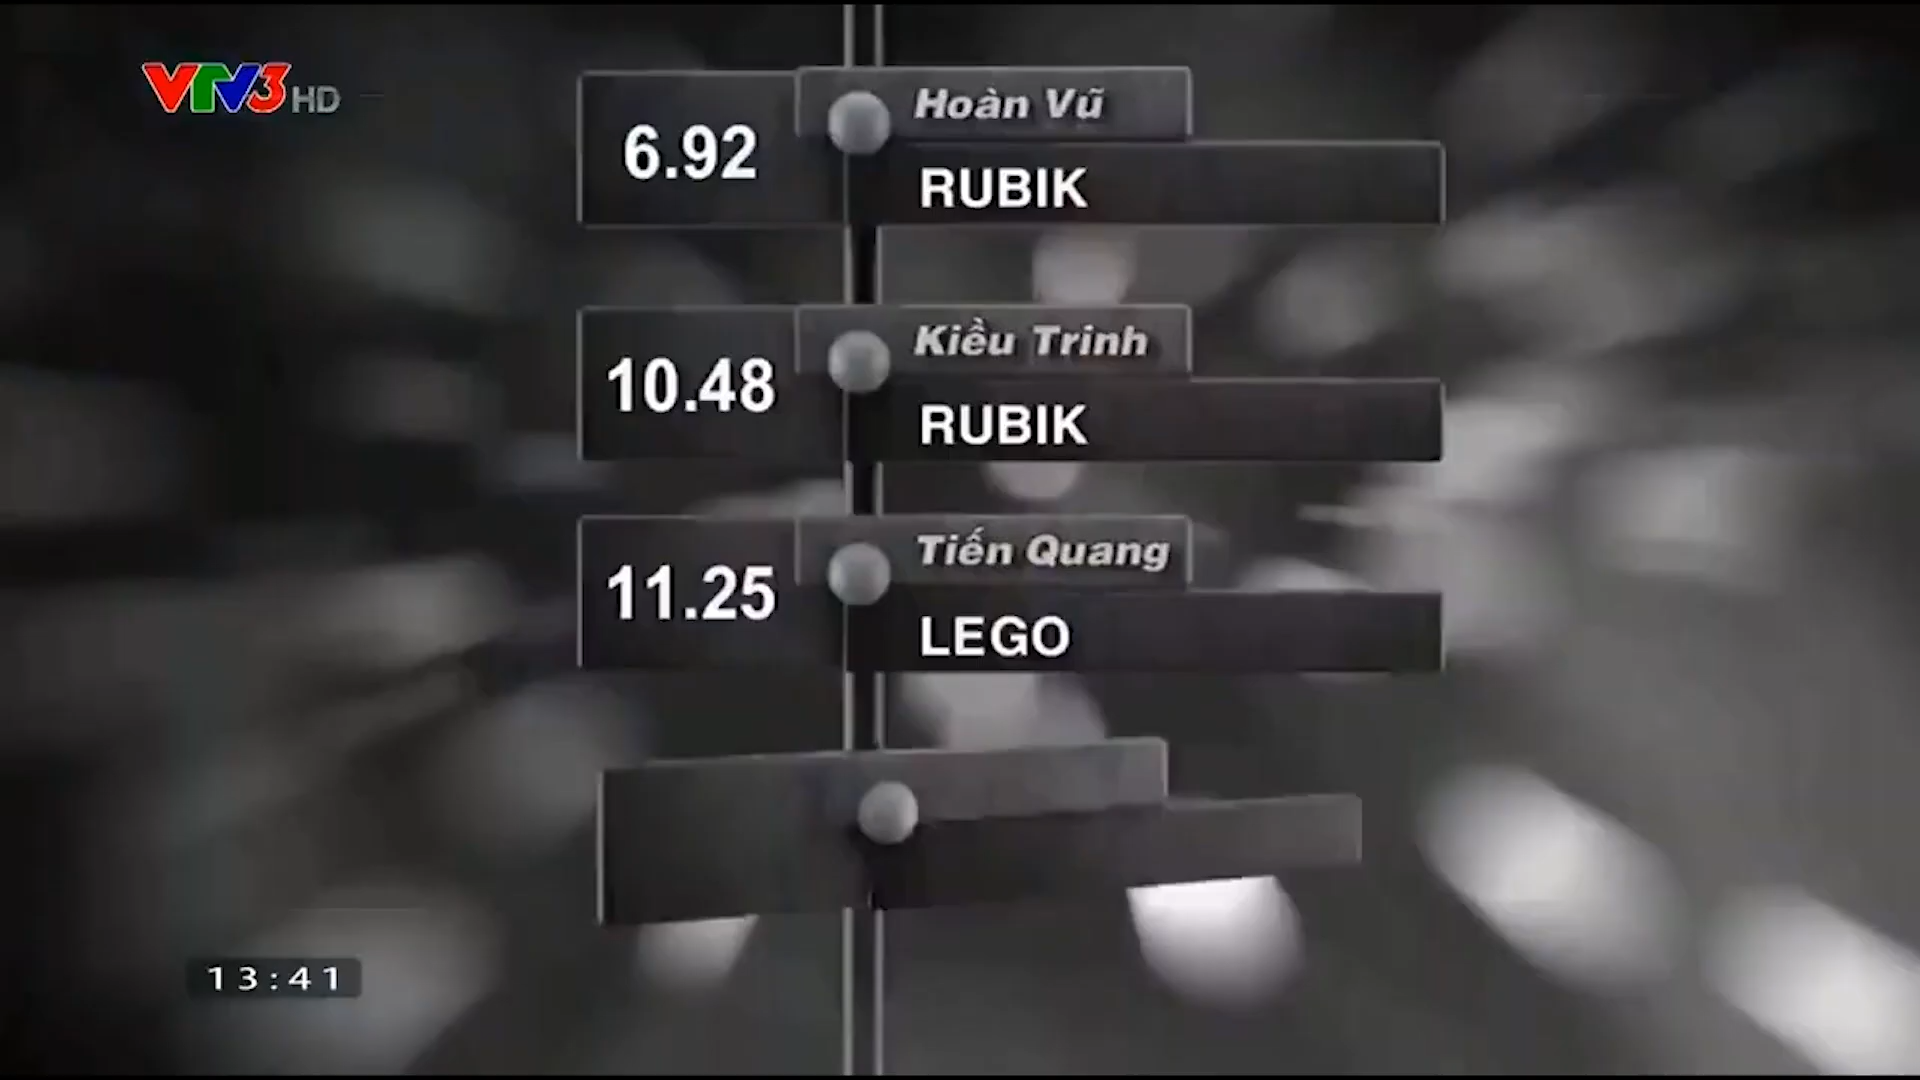 VTV3 HD
Hoàn Vũ
6.92
RUBIK
Kiều Trinh
10.48
RUBIK
Tiến Quang
11.25
LEGO
13:41